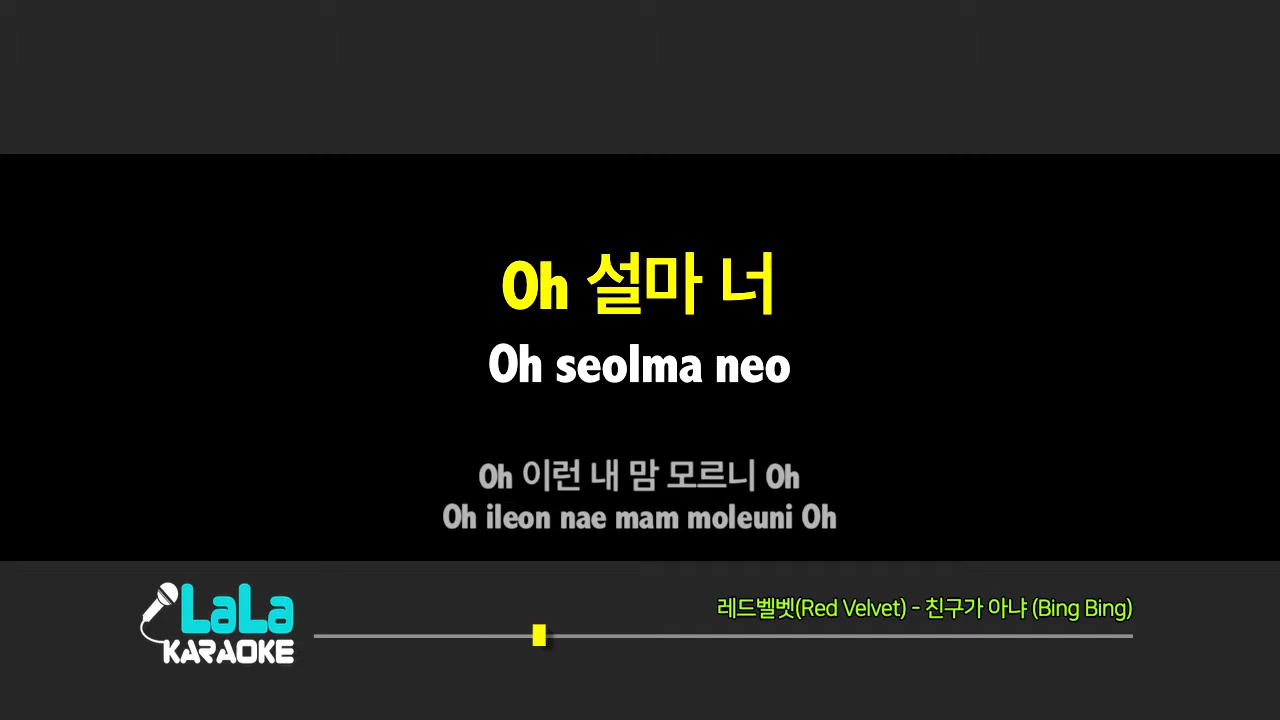 Oh 설마 너
Oh seolma neo
Oh 이런 내 맘 모르니 Oh
Oh ileon nae mam moleuni Oh
LaLa
KARAOKE
레드벨벳(Red Velvet) - 친구가 아냐 (Bing Bing)